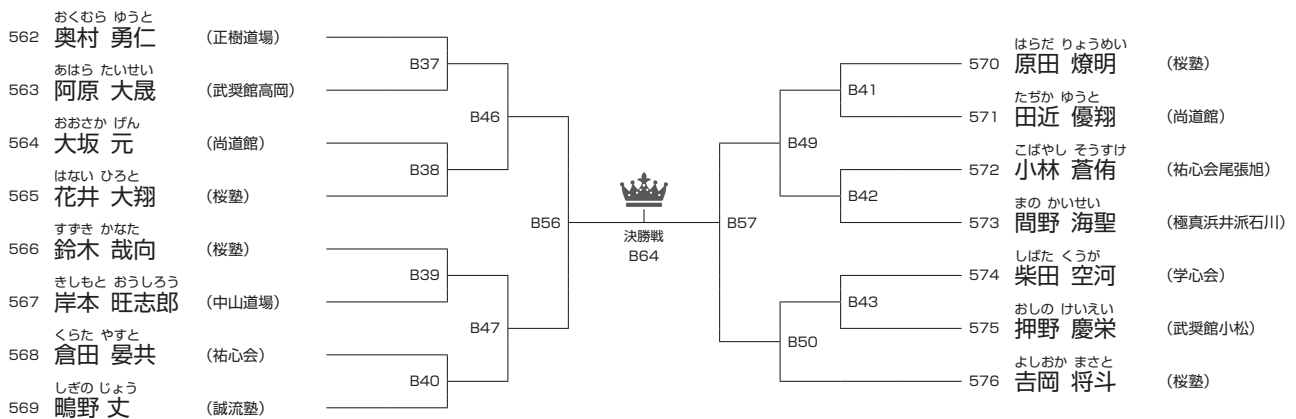 おくむら ゆうと
562 奥村 勇仁 （正樹道場）
あはら たいせい
563 阿原 大晟 （武奨館高岡）
おおさか げん
564 大坂 元 （尚道館）
はない ひろと
565 花井 大翔 （桜塾）
すずき かなた
566 鈴木 哉向 （桜塾）
きしもと おうしろう
567 岸本 旺志郎 （中山道場）
くらた やすと
568 倉田 晏共 （祐心会）
しぎの じょう
569 鴫野 丈 （誠流塾）
B37
B38
B39
B40
B46
B47
B56
決勝戦
B64
B57
B49
B50
B41
B42
B43
はらだ りょうめい
570 原田 燎明 （桜塾）
たぢか ゆうと
571 田近 優翔 （尚道館）
こばやし そうすけ
572 小林 蒼侑 （祐心会尾張旭）
まの かいせい
573 間野 海聖 （極真浜井派石川）
しばた くうが
574 柴田 空河 （学心会）
おしの けいえい
575 押野 慶栄 （武奨館小松）
よしおか まさと
576 𠮷岡 将斗 （桜塾）